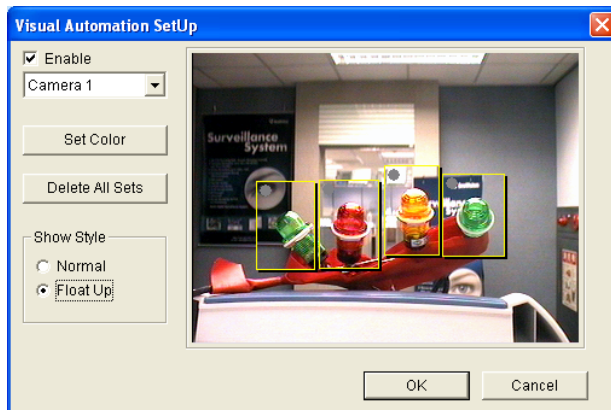 Visual Automation SetUp
Enable
Camera 1
Set Color
Delete All Sets
Show Style
Normal
Float Up
Surveillance
System
OK
Cancel